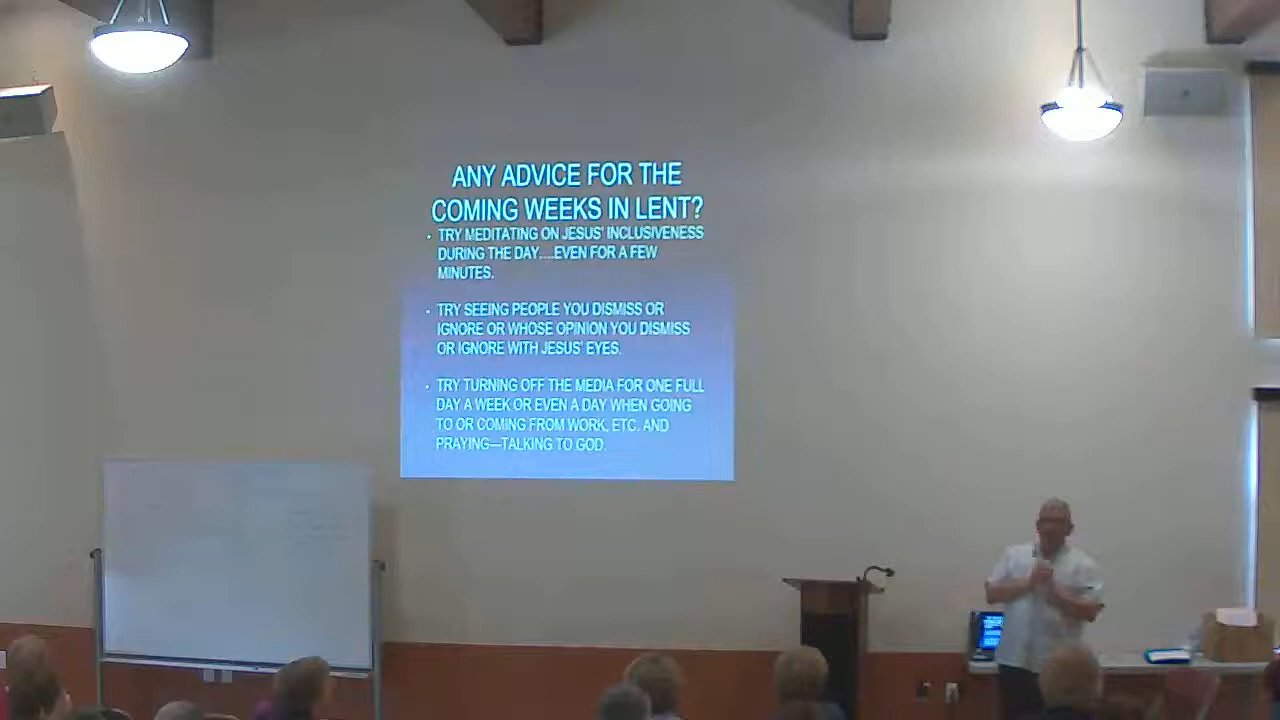 ANY ADVICE FOR THE
COMING WEEKS IN LENT?
• TRY MEDITATING ON JESUS' INCLUSIVENESS
DURING THE DAY....EVEN FOR A FEW
MINUTES.
• TRY SEEING PEOPLE YOU DISMISS OR
IGNORE OR WHOSE OPINION YOU DISMISS
OR IGNORE WITH JESUS' EYES.
• TRY TURNING OFF THE MEDIA FOR ONE FULL
DAY A WEEK OR EVEN A DAY WHEN GOING
TO OR COMING FROM WORK, ETC. AND
PRAYING—TALKING TO GOD.